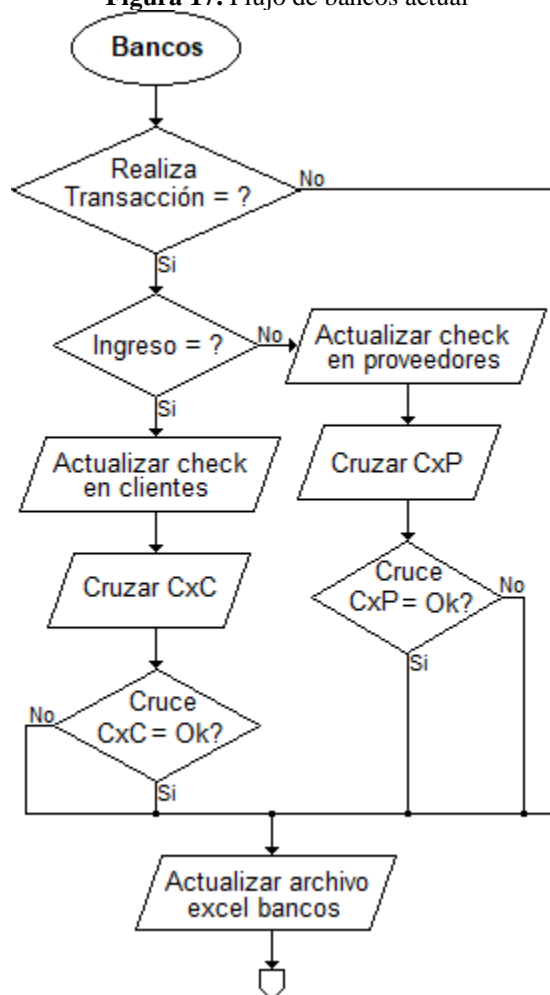 Figura 17. Flujo de bancos actual
Bancos
Realiza
Transacción = ?
No
Si
Ingreso = ?
No
Actualizar check
en proveedores
Si
Actualizar check
en clientes
Cruzar CxP
Cruzar CxC
Cruce
CxP = Ok?
No
Si
Cruce
CxC = Ok?
No
Si
Actualizar archivo
excel bancos